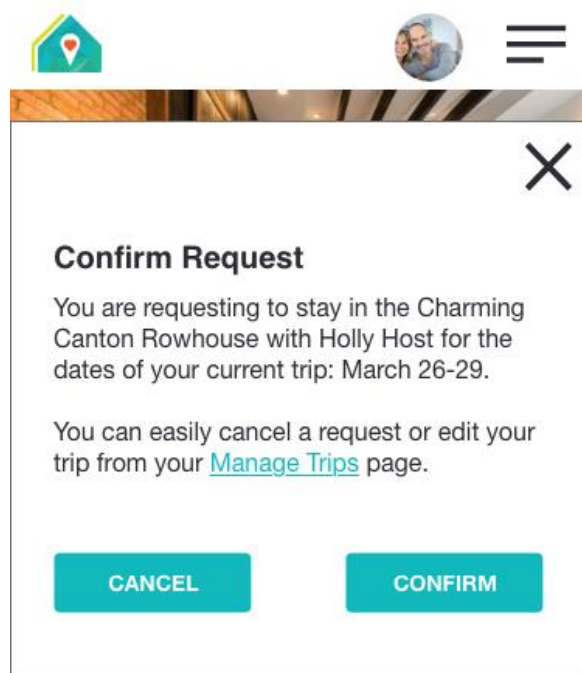 Confirm Request
You are requesting to stay in the Charming
Canton Rowhouse with Holly Host for the
dates of your current trip: March 26-29.
You can easily cancel a request or edit your
trip from your Manage Trips page.
CANCEL
CONFIRM